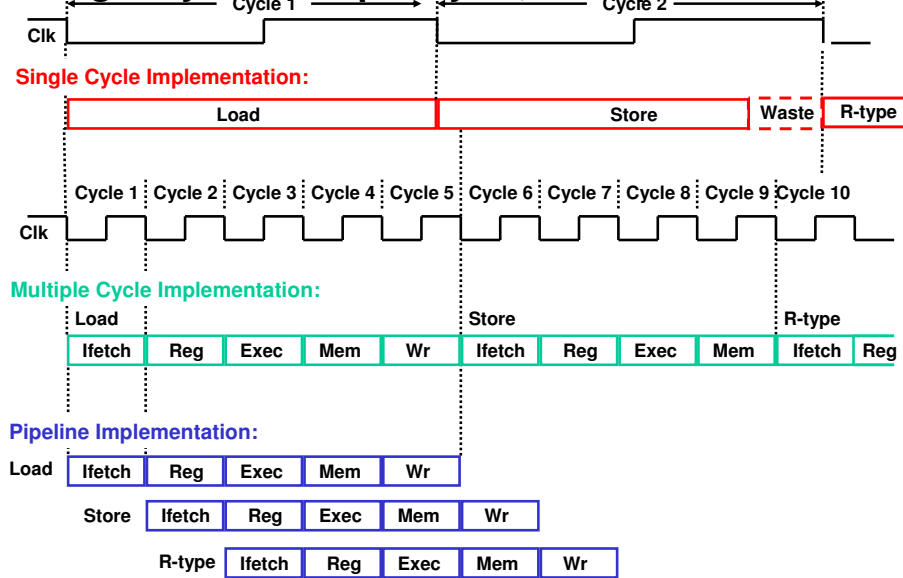 Cycle 1 Cycle 2
Clk
Single Cycle Implementation:
Load Store Waste R-type
Cycle 1 Cycle 2 Cycle 3 Cycle 4 Cycle 5 Cycle 6 Cycle 7 Cycle 8 Cycle 9 Cycle 10
Clk
Multiple Cycle Implementation:
Load Store R-type
Ifetch Reg Exec Mem Wr Ifetch Reg Exec Mem Ifetch Reg
Pipeline Implementation:
Load Ifetch Reg Exec Mem Wr
Store Ifetch Reg Exec Mem Wr
R-type Ifetch Reg Exec Mem Wr